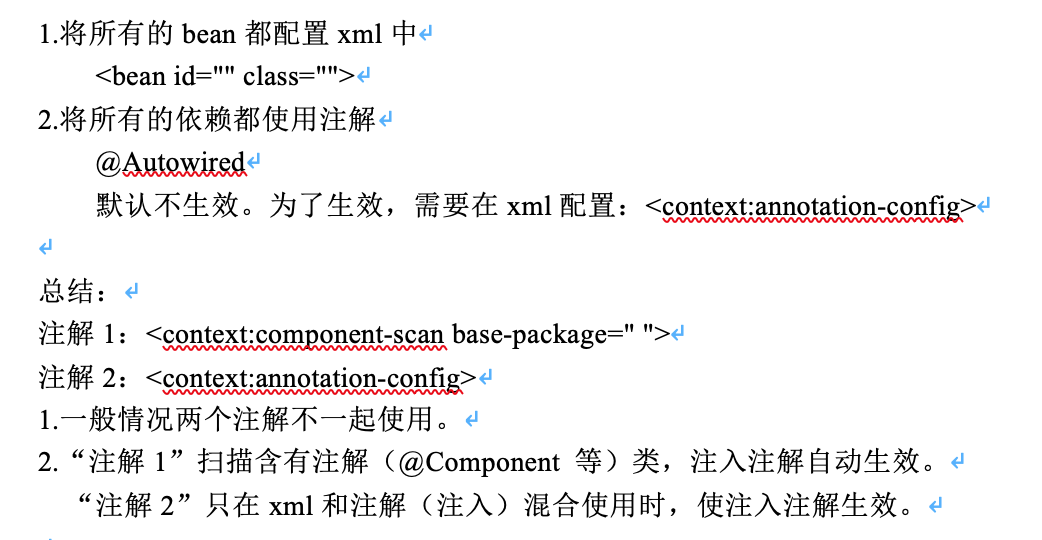 1.将所有的 bean 都配置 xml 中
<bean id="" class="">
2.将所有的依赖都使用注解
@Autowired
默认不生效。为了生效，需要在 xml 配置：<context:annotation-config>
总结：
注解 1：<context:component-scan base-package=" ">
注解 2：<context:annotation-config>
1.一般情况两个注解不一起使用。
2.“注解 1”扫描含有注解（@Component 等）类，注入注解自动生效。
“注解 2”只在 xml 和注解（注入）混合使用时，使注入注解生效。